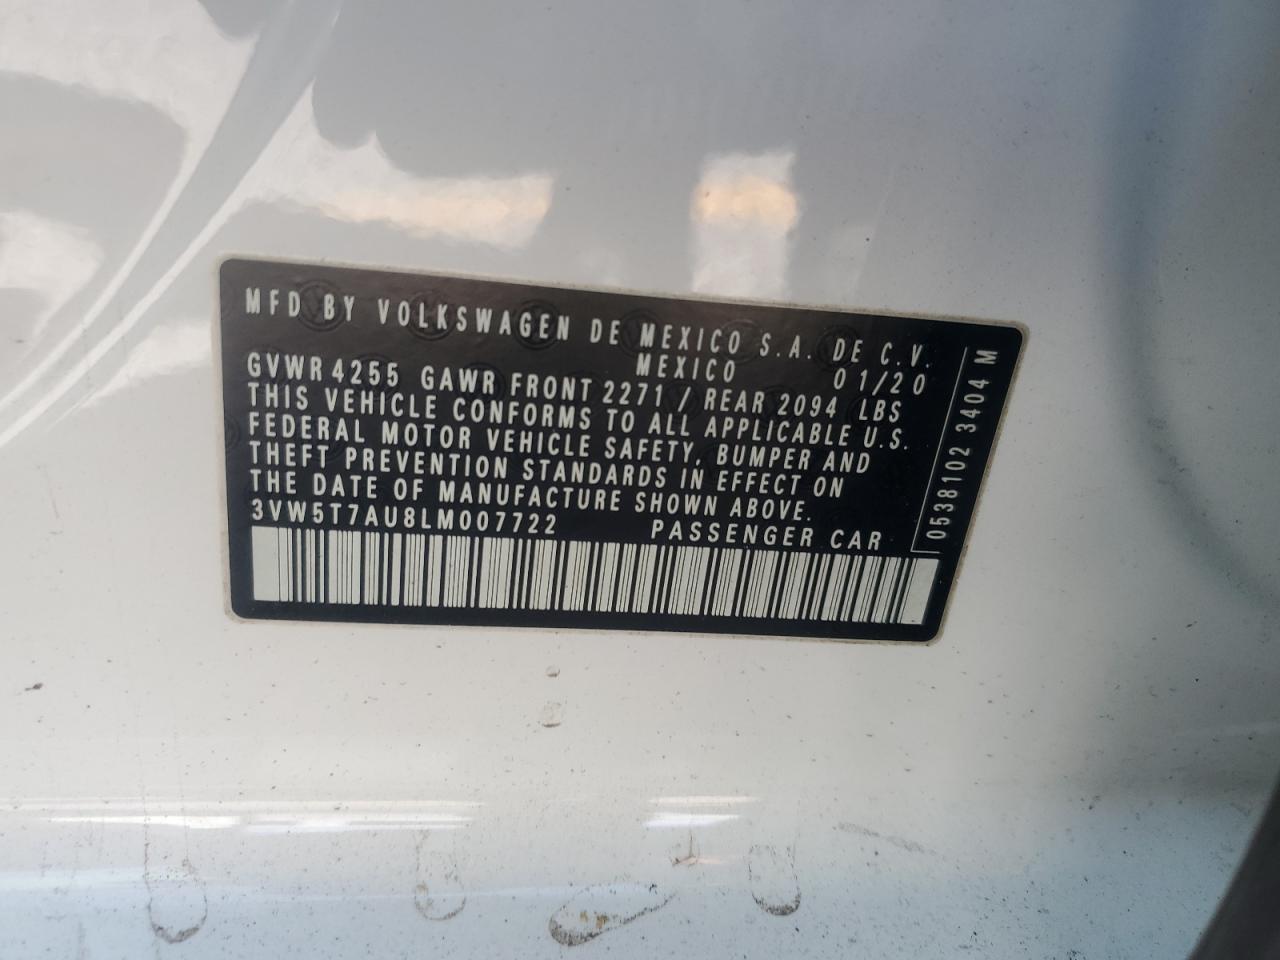 MFD BY VOLKSWAGEN DE MEXICO S.A. DE C.V.
MEXICO 01/20
GVWR 4255 GAWR FRONT 2271 / REAR 2094 LBS
THIS VEHICLE CONFORMS TO ALL APPLICABLE U.S.
FEDERAL MOTOR VEHICLE SAFETY, BUMPER AND
THEFT PREVENTION STANDARDS IN EFFECT ON
THE DATE OF MANUFACTURE SHOWN ABOVE.
3VW5T7AU8LM007722 PASSENGER CAR
0538102 3404 M